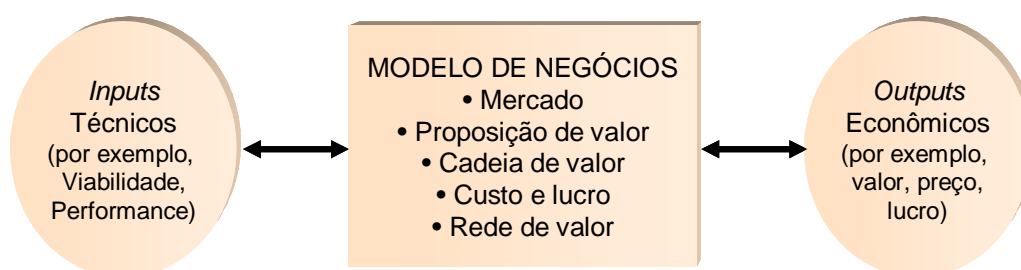 Inputs
Técnicos
(por exemplo,
Viabilidade,
Performance)
MODELO DE NEGÓCIOS
• Mercado
• Proposição de valor
• Cadeia de valor
• Custo e lucro
• Rede de valor
Outputs
Econômicos
(por exemplo,
valor, preço,
lucro)